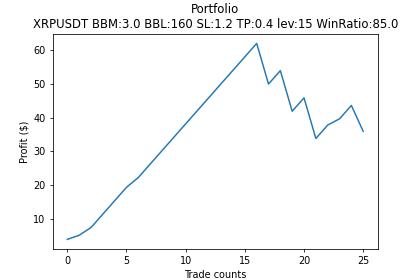 Portfolio
XRPUSDT BBM:3.0 BBL:160 SL:1.2 TP:0.4 lev:15 WinRatio:85.0
Profit ($)
60
50
40
30
20
10
0 5 10 15 20 25
Trade counts